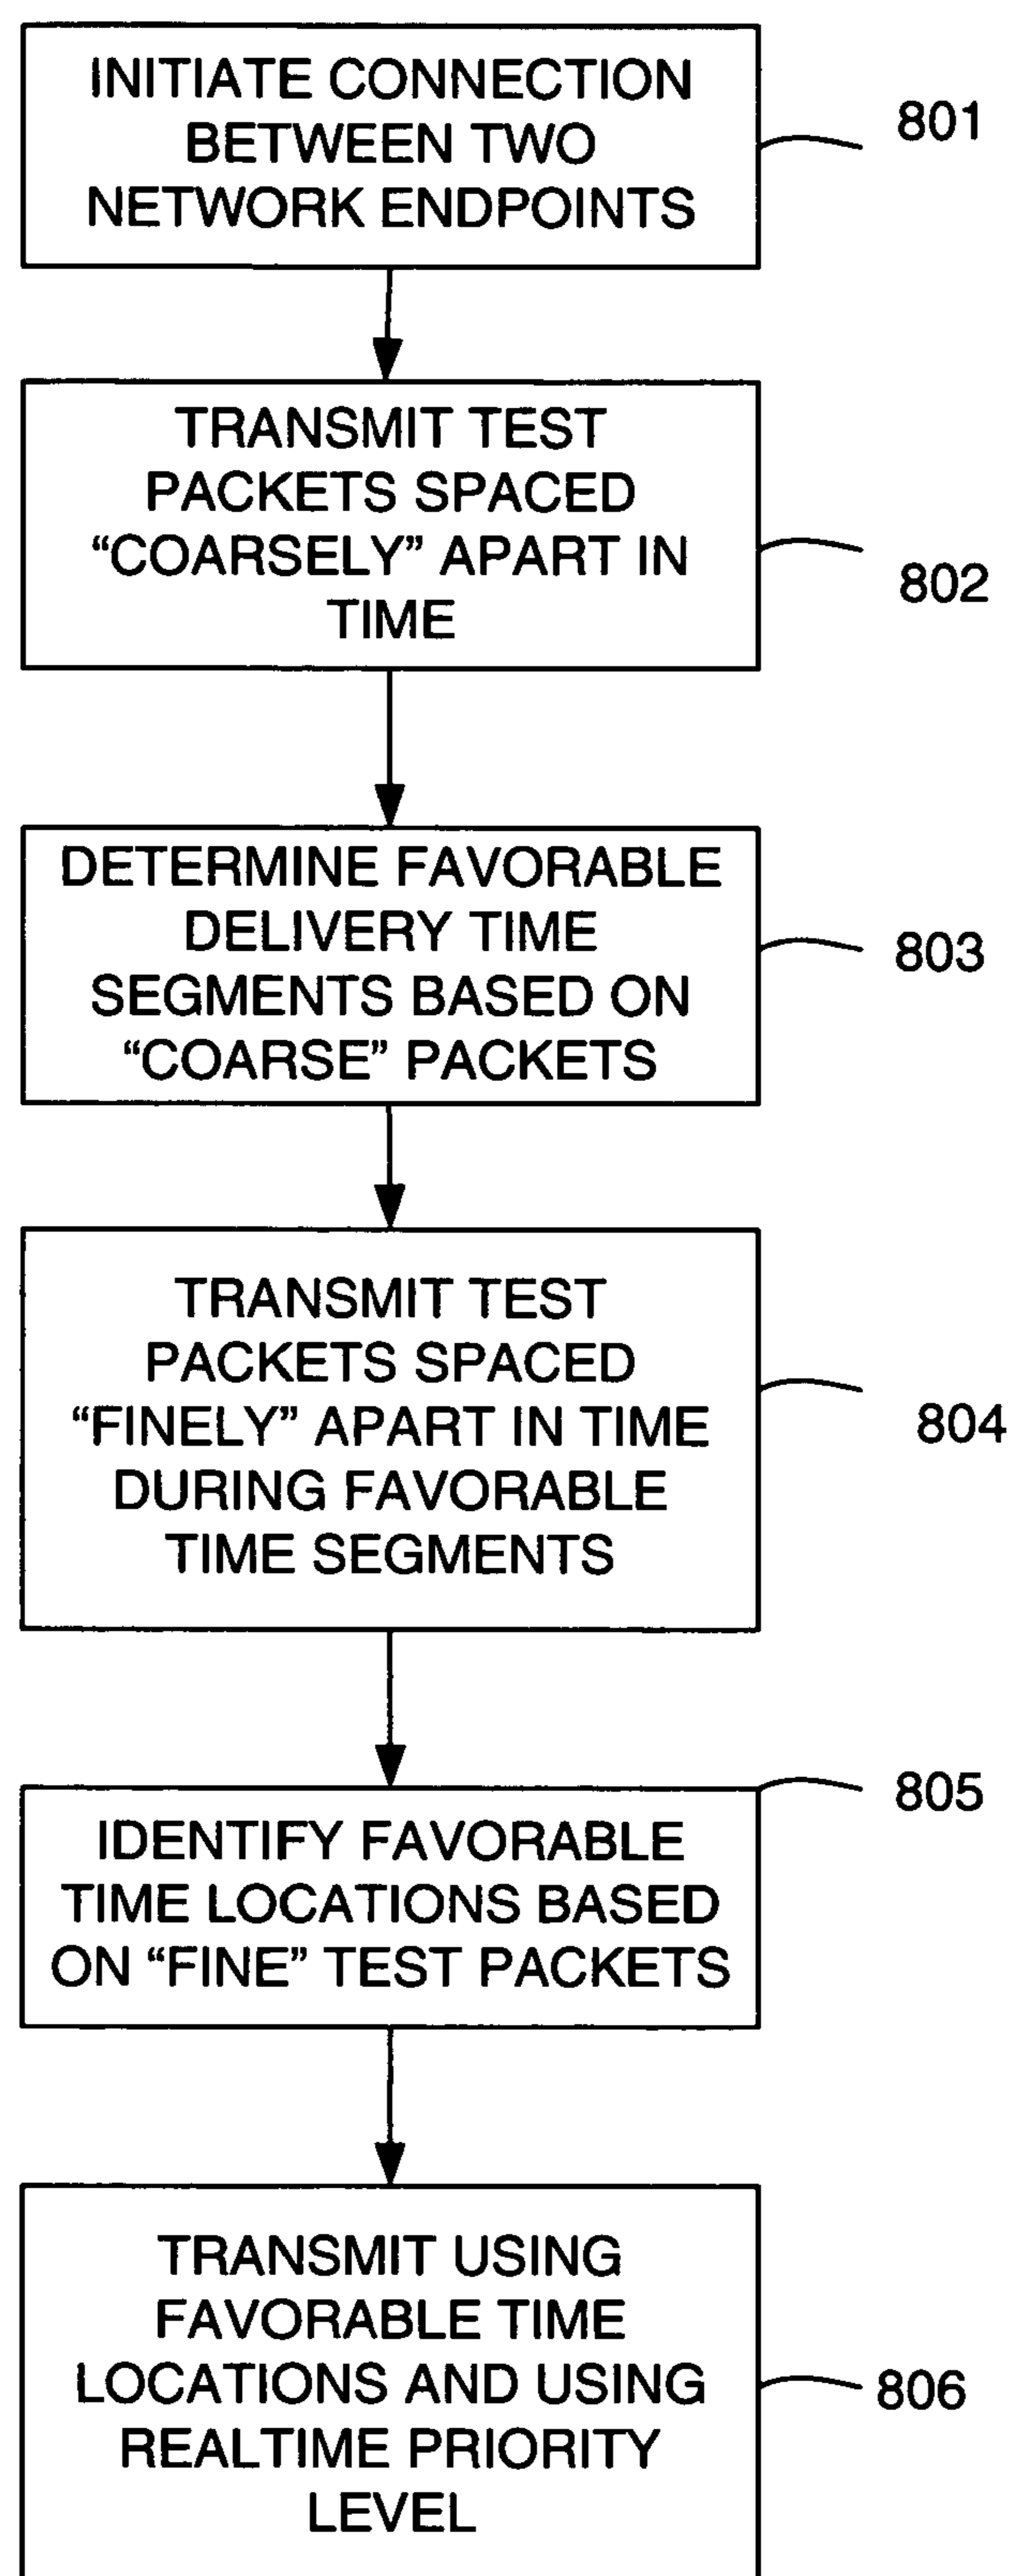 INITIATE CONNECTION
BETWEEN TWO
NETWORK ENDPOINTS
801
TRANSMIT TEST
PACKETS SPACED
“COARSELY” APART IN
TIME
802
DETERMINE FAVORABLE
DELIVERY TIME
SEGMENTS BASED ON
“COARSE” PACKETS
803
TRANSMIT TEST
PACKETS SPACED
“FINELY” APART IN TIME
DURING FAVORABLE
TIME SEGMENTS
804
805
IDENTIFY FAVORABLE
TIME LOCATIONS BASED
ON “FINE” TEST PACKETS
TRANSMIT USING
FAVORABLE TIME
LOCATIONS AND USING
REALTIME PRIORITY
LEVEL
806